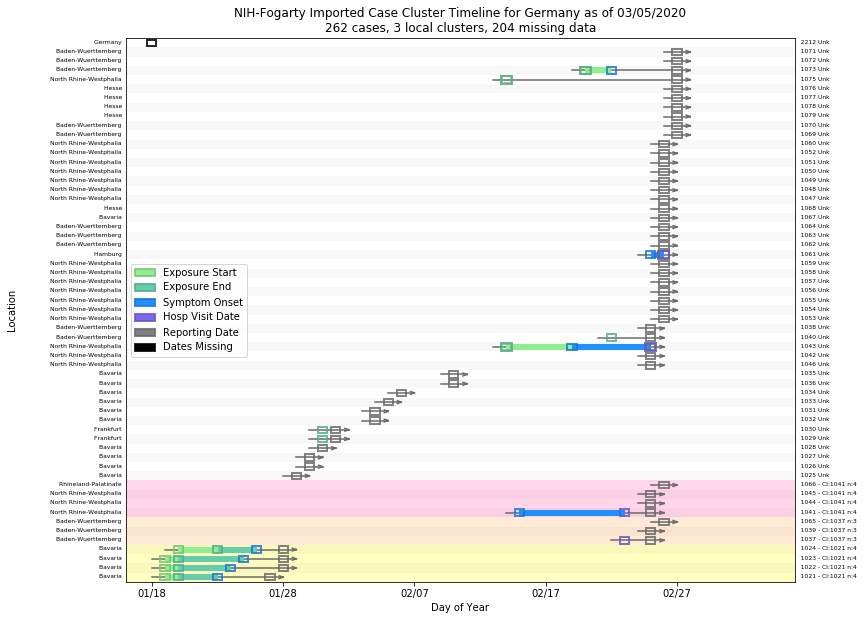 NIH-Fogarty Imported Case Cluster Timeline for Germany as of 03/05/2020
262 cases, 3 local clusters, 204 missing data
Germany 2212 Unk
Baden-Wuerttemberg 1071 Unk
Baden-Wuerttemberg 1072 Unk
Baden-Wuerttemberg 1073 Unk
North Rhine-Westphalia 1075 Unk
Hesse 1076 Unk
Hesse 1077 Unk
Hesse 1078 Unk
Hesse 1079 Unk
Baden-Wuerttemberg 1070 Unk
Baden-Wuerttemberg 1069 Unk
North Rhine-Westphalia 1060 Unk
North Rhine-Westphalia 1052 Unk
North Rhine-Westphalia 1051 Unk
North Rhine-Westphalia 1050 Unk
North Rhine-Westphalia 1049 Unk
North Rhine-Westphalia 1048 Unk
North Rhine-Westphalia 1047 Unk
Hesse 1068 Unk
Bavaria 1067 Unk
Baden-Wuerttemberg 1064 Unk
Baden-Wuerttemberg 1063 Unk
Baden-Wuerttemberg 1062 Unk
Hamburg 1061 Unk
North Rhine-Westphalia 1059 Unk
North Rhine-Westphalia 1058 Unk
North Rhine-Westphalia 1057 Unk
North Rhine-Westphalia 1056 Unk
North Rhine-Westphalia 1055 Unk
North Rhine-Westphalia 1054 Unk
North Rhine-Westphalia 1053 Unk
Baden-Wuerttemberg 1038 Unk
Baden-Wuerttemberg 1040 Unk
North Rhine-Westphalia 1043 Unk
North Rhine-Westphalia 1042 Unk
North Rhine-Westphalia 1046 Unk
Bavaria 1035 Unk
Bavaria 1036 Unk
Bavaria 1034 Unk
Bavaria 1033 Unk
Bavaria 1031 Unk
Bavaria 1032 Unk
Frankfurt 1030 Unk
Frankfurt 1029 Unk
Bavaria 1028 Unk
Bavaria 1027 Unk
Bavaria 1026 Unk
Bavaria 1025 Unk
Rhineland-Palatinate 1066 - Cl:1041 n:4
North Rhine-Westphalia 1045 - Cl:1041 n:4
North Rhine-Westphalia 1044 - Cl:1041 n:4
North Rhine-Westphalia 1041 - Cl:1041 n:4
Baden-Wuerttemberg 1065 - Cl:1037 n:3
Baden-Wuerttemberg 1039 - Cl:1037 n:3
Baden-Wuerttemberg 1037 - Cl:1037 n:3
Bavaria 1024 - Cl:1021 n:4
Bavaria 1023 - Cl:1021 n:4
Bavaria 1022 - Cl:1021 n:4
Bavaria 1021 - Cl:1021 n:4
Exposure Start
Exposure End
Symptom Onset
Hosp Visit Date
Reporting Date
Dates Missing
Location
01/18 01/28 02/07 02/17 02/27
Day of Year